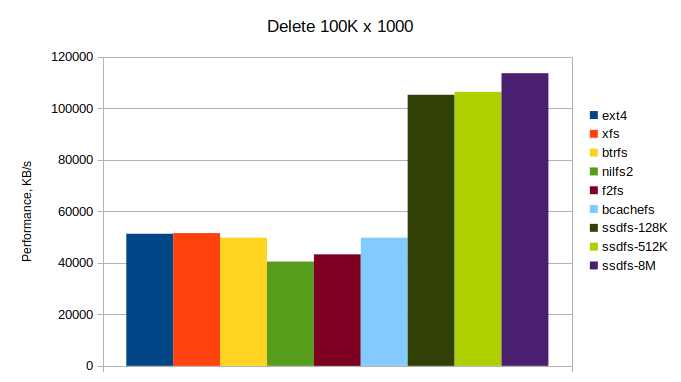 Delete 100K x 1000
Performance, KB/s
120000
100000
80000
60000
40000
20000
0
ext4
xfs
btrfs
nilfs2
f2fs
bcachefs
ssdfs-128K
ssdfs-512K
ssdfs-8M